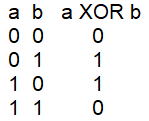 a b a XOR b
0 0 0
0 1 1
1 0 1
1 1 0